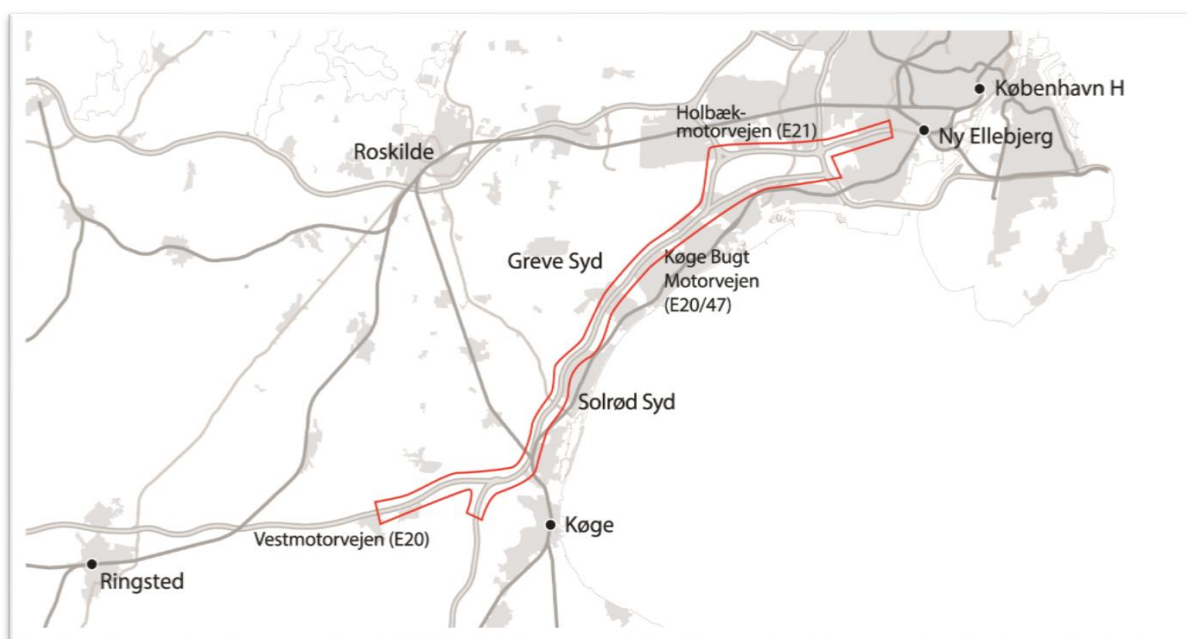 København H
Holbæk-
motorvejen (E21)
Ny Ellebjerg
Roskilde
Greve Syd
Køge Bugt
Motorvejen
(E20/47)
Solrød Syd
Køge
Vestmotorvejen (E20)
Ringsted